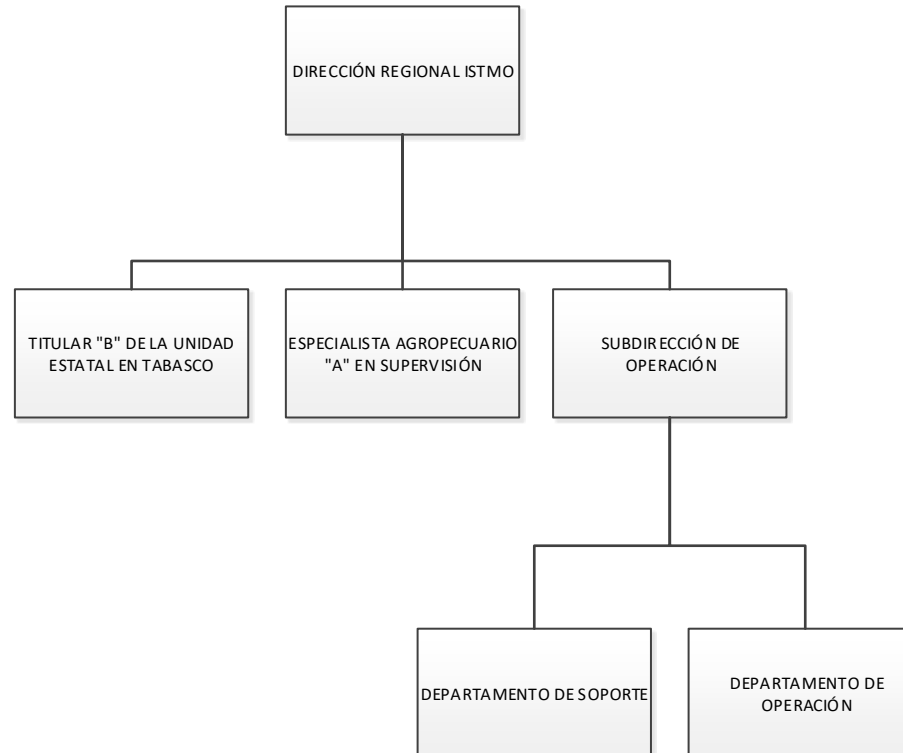 DIRECCIÓN REGIONAL ISTMO
TITULAR "B" DE LA UNIDAD
ESTATAL EN TABASCO
ESPECIALISTA AGROPECUARIO
"A" EN SUPERVISIÓN
SUBDIRECCIÓN DE
OPERACIÓN
DEPARTAMENTO DE SOPORTE
DEPARTAMENTO DE
OPERACIÓN